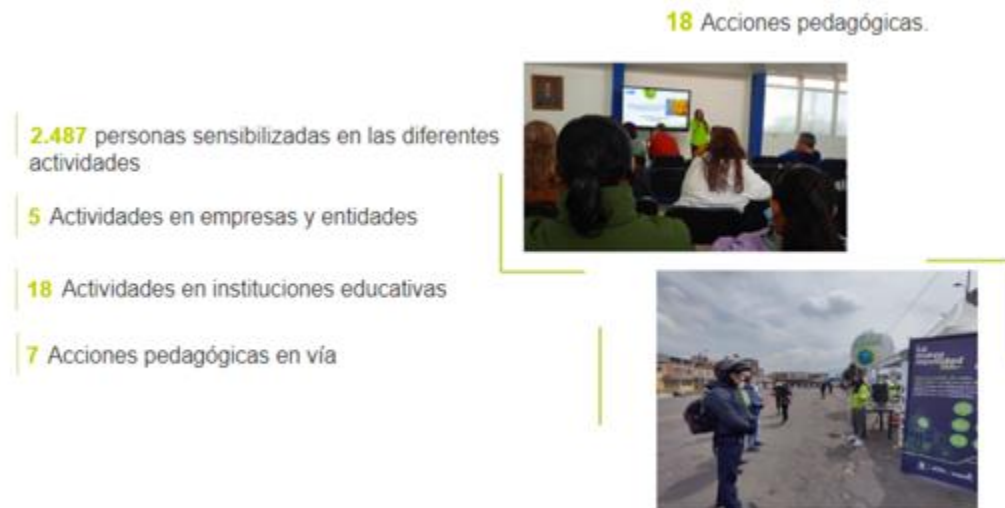 18 Acciones pedagógicas.
2.487 personas sensibilizadas en las diferentes
actividades
5 Actividades en empresas y entidades
18 Actividades en instituciones educativas
7 Acciones pedagógicas en vía